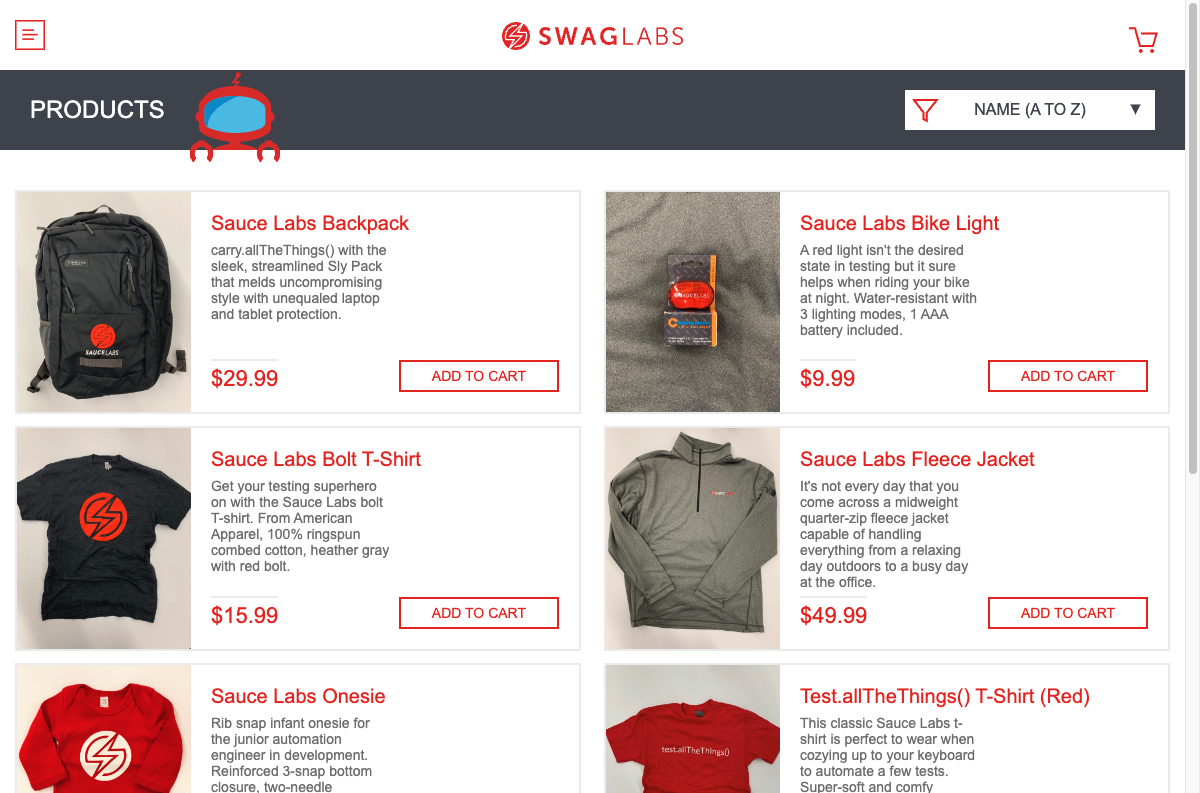 SWAGLABS
PRODUCTS
NAME (A TO Z)
Sauce Labs Backpack
carry.allTheThings() with the
sleek, streamlined Sly Pack
that melds uncompromising
style with unequaled laptop
and tablet protection.
SAUCELABS
$29.99
ADD TO CART
Sauce Labs Bike Light
A red light isn't the desired
state in testing but it sure
helps when riding your bike
at night. Water-resistant with
3 lighting modes, 1 AAA
battery included.
SAUCELABS
$9.99
ADD TO CART
Sauce Labs Bolt T-Shirt
Get your testing superhero
on with the Sauce Labs bolt
T-shirt. From American
Apparel, 100% ringspun
combed cotton, heather gray
with red bolt.
$15.99
ADD TO CART
Sauce Labs Fleece Jacket
It's not every day that you
come across a midweight
quarter-zip fleece jacket
capable of handling
everything from a relaxing
day outdoors to a busy day
at the office.
$49.99
ADD TO CART
Sauce Labs Onesie
Rib snap infant onesie for
the junior automation
engineer in development.
Reinforced 3-snap bottom
closure, two-needle
Test.allTheThings() T-Shirt (Red)
This classic Sauce Labs t-
shirt is perfect to wear when
cozying up to your keyboard
to automate a few tests.
Super-soft and comfy
test.allTheThings()